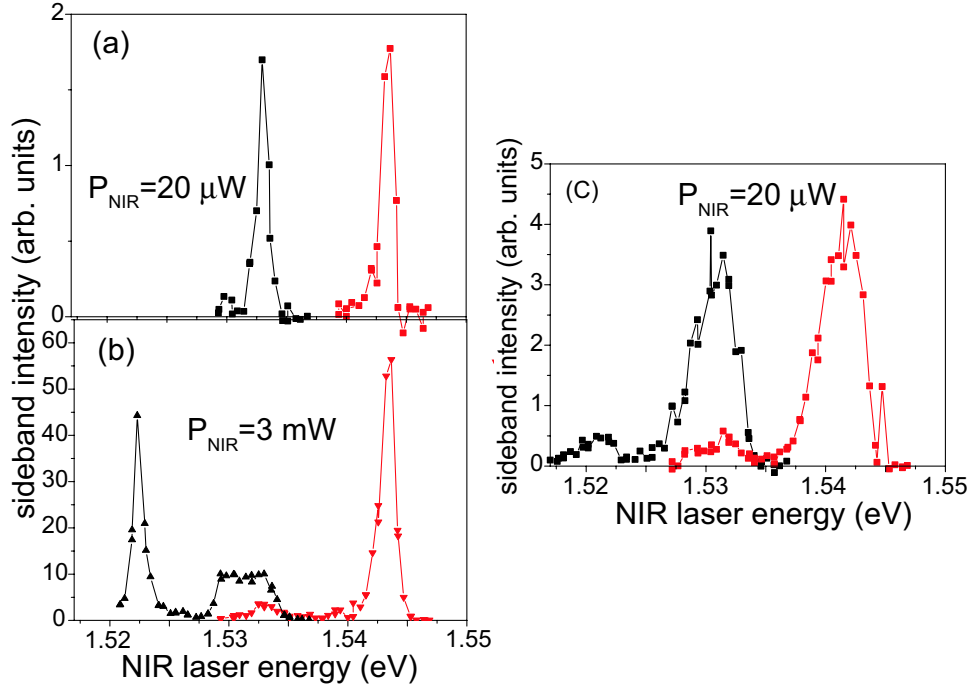 (a)
2
1
0
P_NIR=20 μW
sideband intensity (arb. units)
(b)
60
50
40
30
20
10
0
P_NIR=3 mW
1.52 1.53 1.54 1.55
NIR laser energy (eV)
(C)
5
4
3
2
1
0
P_NIR=20 μW
sideband intensity (arb. units)
1.52 1.53 1.54 1.55
NIR laser energy (eV)